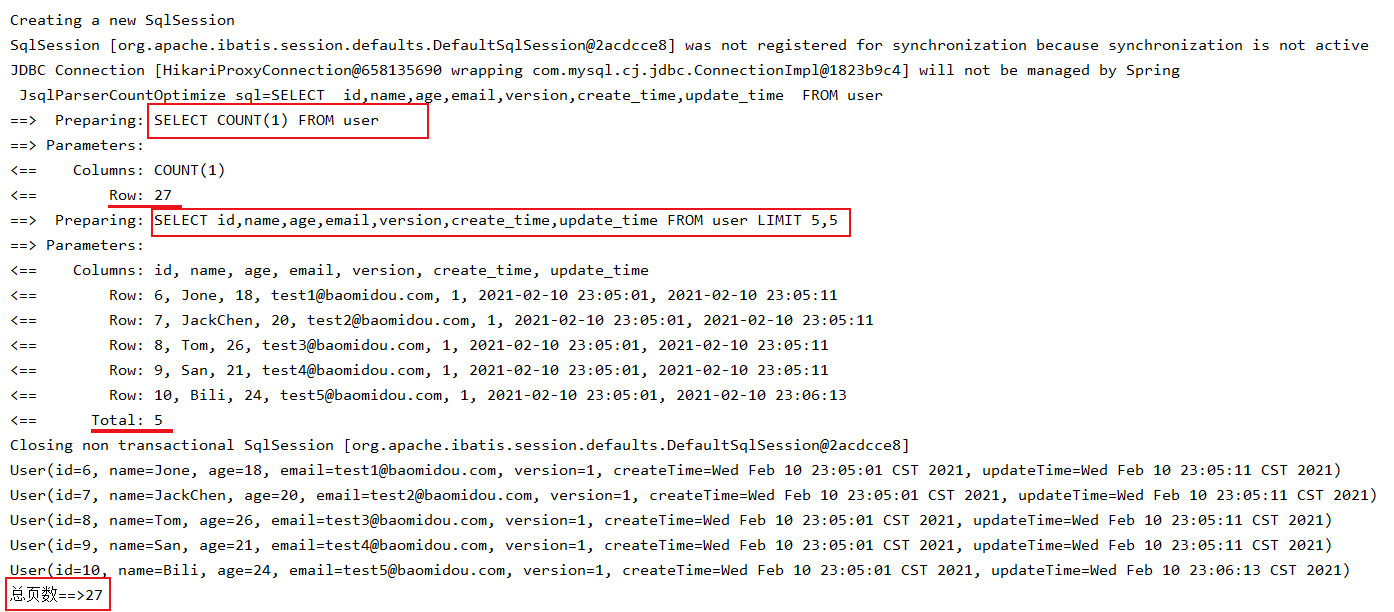 Creating a new SqlSession
SqlSession [org.apache.ibatis.session.defaults.DefaultSqlSession@2acdcce8] was not registered for synchronization because synchronization is not active
JDBC Connection [HikariProxyConnection@658135690 wrapping com.mysql.cj.jdbc.ConnectionImpl@1823b9c4] will not be managed by Spring
 JsqlParserCountOptimize sql=SELECT  id,name,age,email,version,create_time,update_time  FROM user
==>  Preparing: SELECT COUNT(1) FROM user
==> Parameters:
<==    Columns: COUNT(1)
<==        Row: 27
==>  Preparing: SELECT id,name,age,email,version,create_time,update_time FROM user LIMIT 5,5
==> Parameters:
<==    Columns: id, name, age, email, version, create_time, update_time
<==        Row: 6, Jone, 18, test1@baomidou.com, 1, 2021-02-10 23:05:01, 2021-02-10 23:05:11
<==        Row: 7, JackChen, 20, test2@baomidou.com, 1, 2021-02-10 23:05:01, 2021-02-10 23:05:11
<==        Row: 8, Tom, 26, test3@baomidou.com, 1, 2021-02-10 23:05:01, 2021-02-10 23:05:11
<==        Row: 9, San, 21, test4@baomidou.com, 1, 2021-02-10 23:05:01, 2021-02-10 23:05:11
<==        Row: 10, Bili, 24, test5@baomidou.com, 1, 2021-02-10 23:05:01, 2021-02-10 23:06:13
<==      Total: 5
Closing non transactional SqlSession [org.apache.ibatis.session.defaults.DefaultSqlSession@2acdcce8]
User(id=6, name=Jone, age=18, email=test1@baomidou.com, version=1, createTime=Wed Feb 10 23:05:01 CST 2021, updateTime=Wed Feb 10 23:05:11 CST 2021)
User(id=7, name=JackChen, age=20, email=test2@baomidou.com, version=1, createTime=Wed Feb 10 23:05:01 CST 2021, updateTime=Wed Feb 10 23:05:11 CST 2021)
User(id=8, name=Tom, age=26, email=test3@baomidou.com, version=1, createTime=Wed Feb 10 23:05:01 CST 2021, updateTime=Wed Feb 10 23:05:11 CST 2021)
User(id=9, name=San, age=21, email=test4@baomidou.com, version=1, createTime=Wed Feb 10 23:05:01 CST 2021, updateTime=Wed Feb 10 23:05:11 CST 2021)
User(id=10, name=Bili, age=24, email=test5@baomidou.com, version=1, createTime=Wed Feb 10 23:05:01 CST 2021, updateTime=Wed Feb 10 23:06:13 CST 2021)
总页数==>27